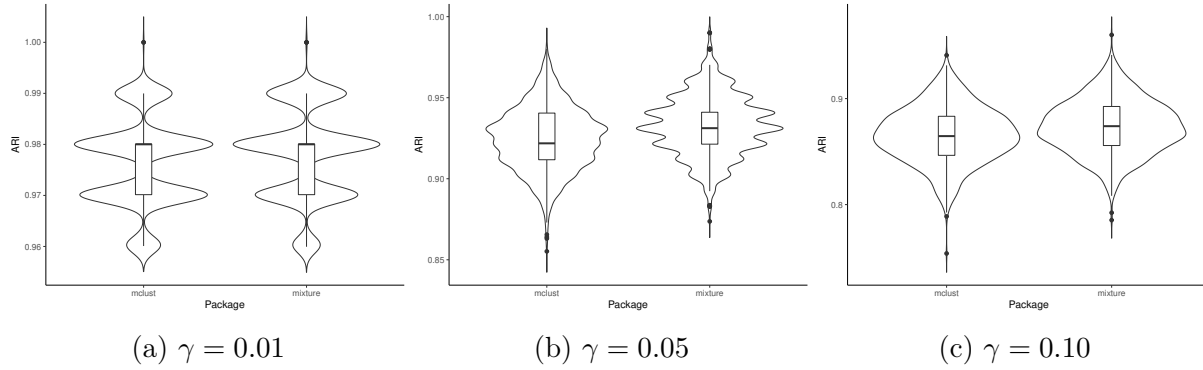 1.00
0.99
0.98
0.97
0.96
ARI
mclust
mixture
Package
(a) γ = 0.01
1.00
0.95
0.90
0.85
ARI
mclust
mixture
Package
(b) γ = 0.05
0.9
0.8
ARI
mclust
mixture
Package
(c) γ = 0.10